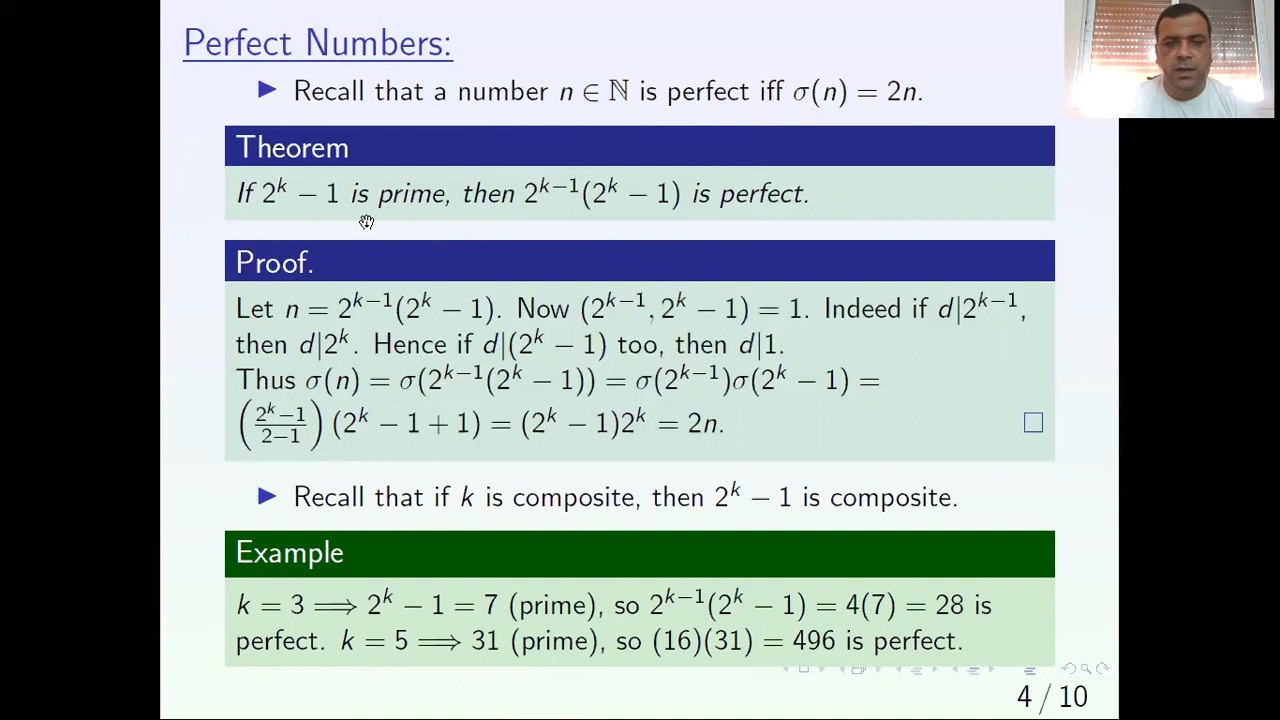 Perfect Numbers:
▶ Recall that a number n ∈ ℕ is perfect iff σ(n) = 2n.
Theorem
If 2^k − 1 is prime, then 2^{k−1}(2^k − 1) is perfect.
Proof.
Let n = 2^{k−1}(2^k − 1). Now (2^{k−1}, 2^k − 1) = 1. Indeed if d|2^{k−1},
then d|2^k. Hence if d|(2^k − 1) too, then d|1.
Thus σ(n) = σ(2^{k−1}(2^k − 1)) = σ(2^{k−1})σ(2^k − 1) =
((2^k−1)/(2−1)) (2^k − 1 + 1) = (2^k − 1)2^k = 2n. □
▶ Recall that if k is composite, then 2^k − 1 is composite.
Example
k = 3 ⟹ 2^k − 1 = 7 (prime), so 2^{k−1}(2^k − 1) = 4(7) = 28 is
perfect. k = 5 ⟹ 31 (prime), so (16)(31) = 496 is perfect.
4 / 10